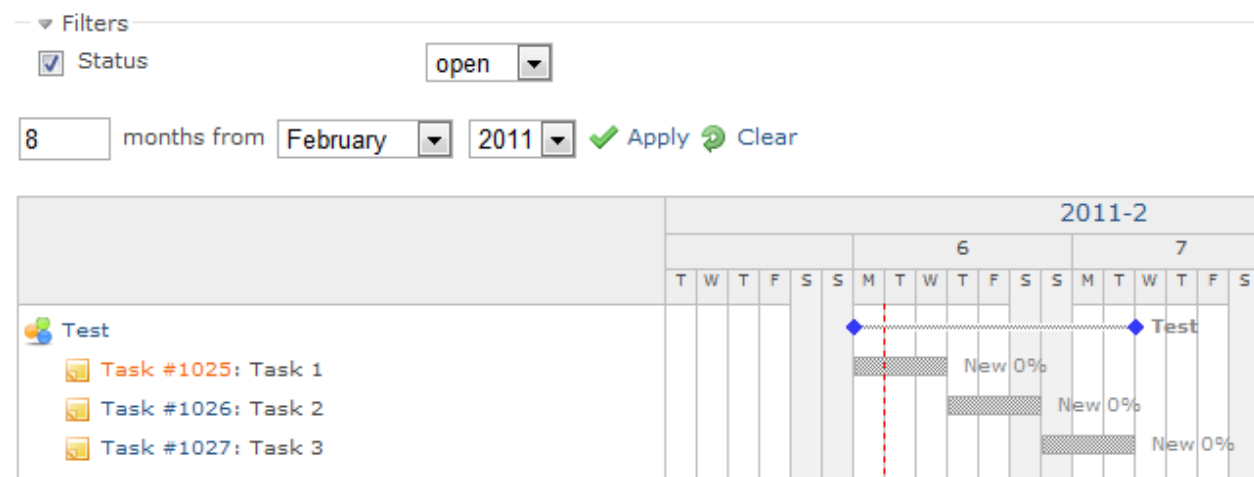 Filters
Status open
8 months from February 2011 Apply Clear
2011-2
6 7
T W T F S S M T W T F S S M T W T F S
Test Test
Task #1025: Task 1 New 0%
Task #1026: Task 2 New 0%
Task #1027: Task 3 New 0%